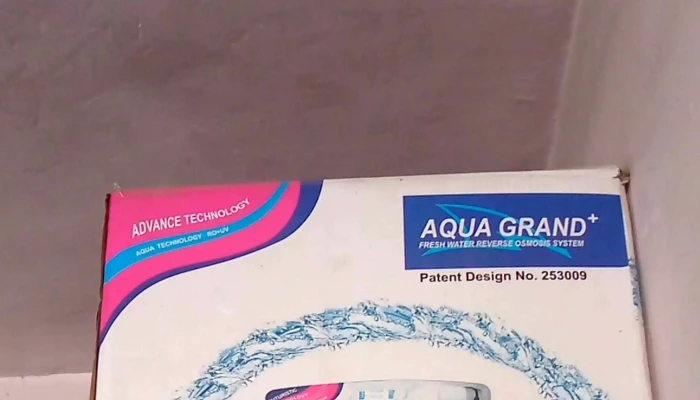 ADVANCE TECHNOLOGY
AQUA TECHNOLOGY RO+UV
AQUA GRAND+
FRESH WATER REVERSE OSMOSIS SYSTEM
Patent Design No. 253009